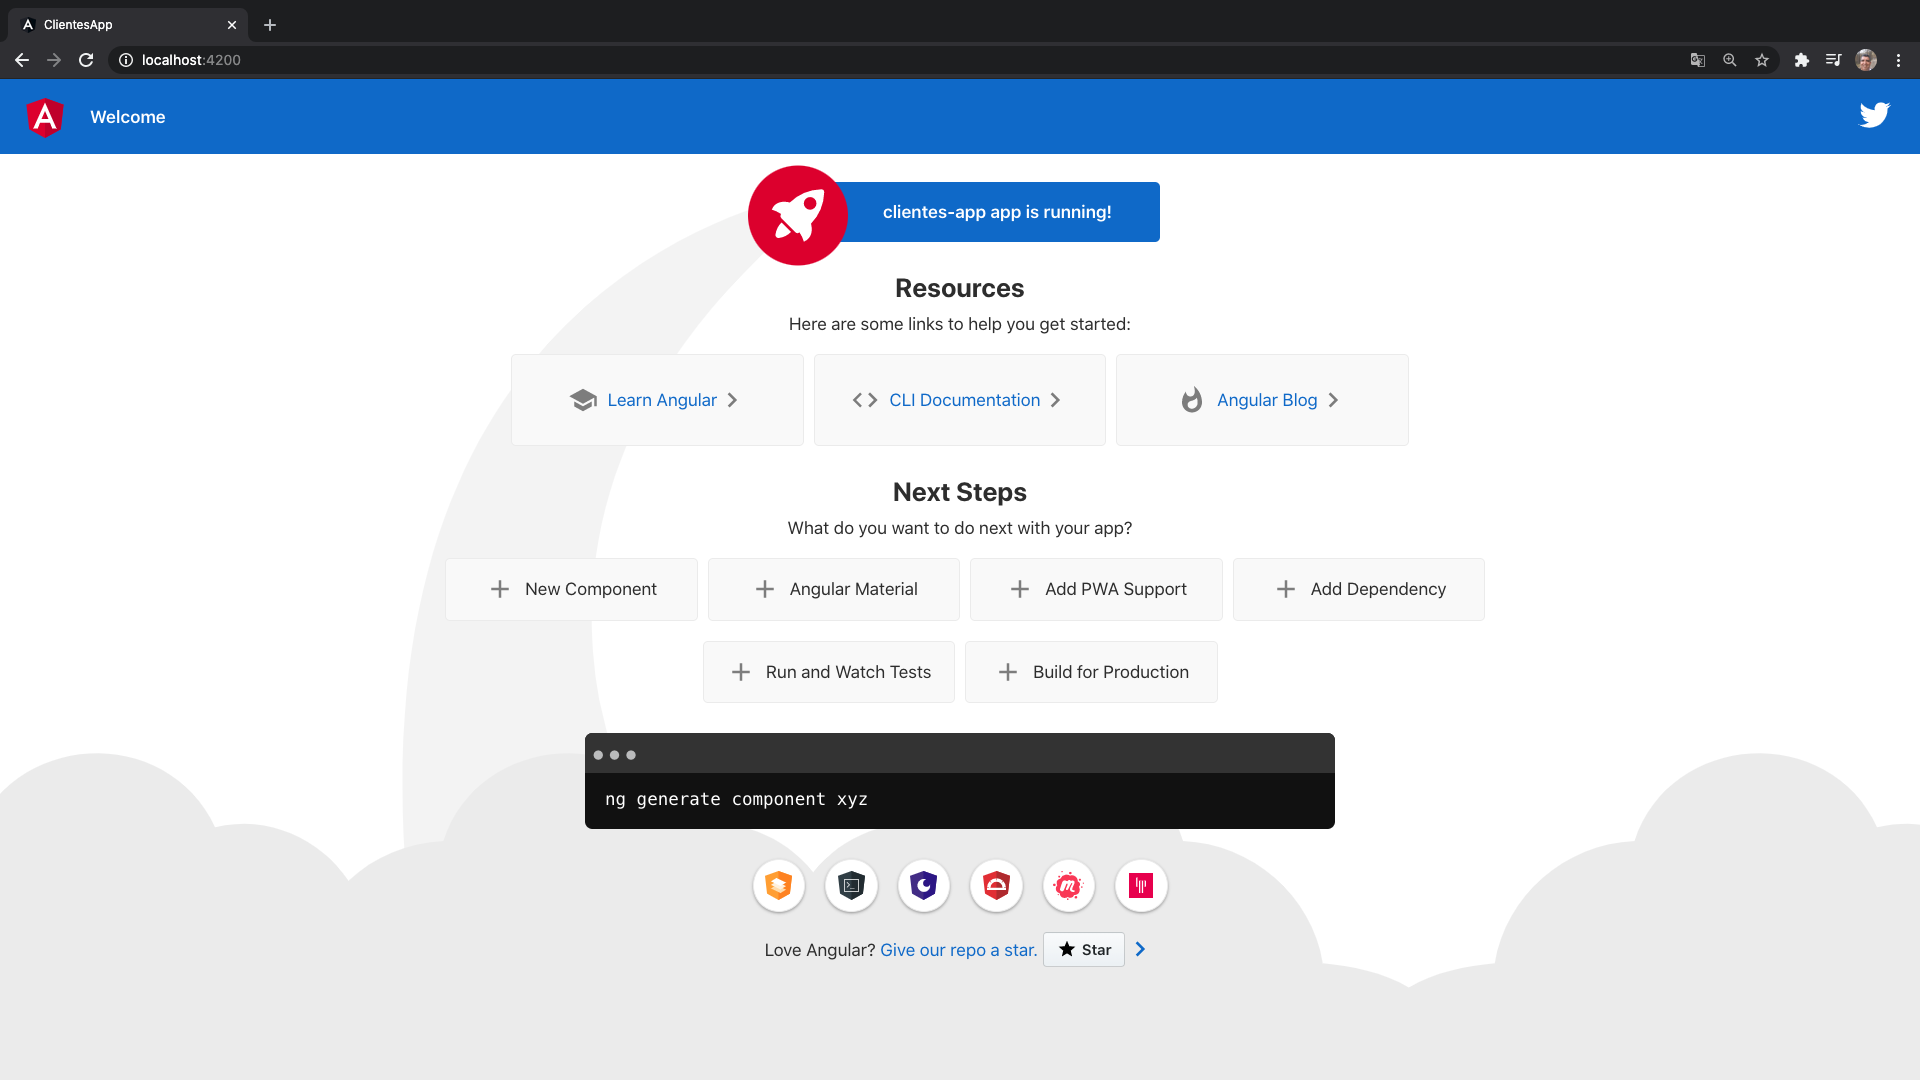 ClientesApp
localhost:4200
Welcome
clientes-app app is running!
Resources
Here are some links to help you get started:
Learn Angular
CLI Documentation
Angular Blog
Next Steps
What do you want to do next with your app?
New Component
Angular Material
Add PWA Support
Add Dependency
Run and Watch Tests
Build for Production
ng generate component xyz
Love Angular? Give our repo a star. Star